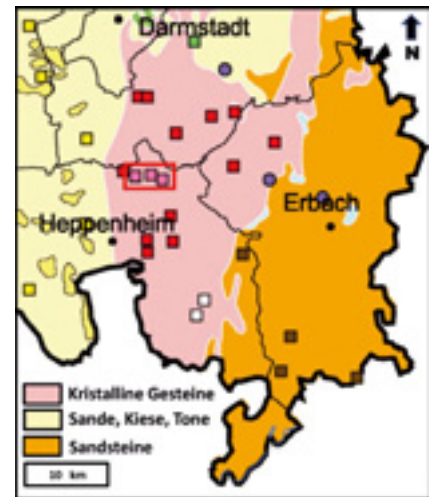 Darmstadt
N
Erbach
Heppenheim
Kristalline Gesteine
Sande, Kiese, Tone
Sandsteine
10 km